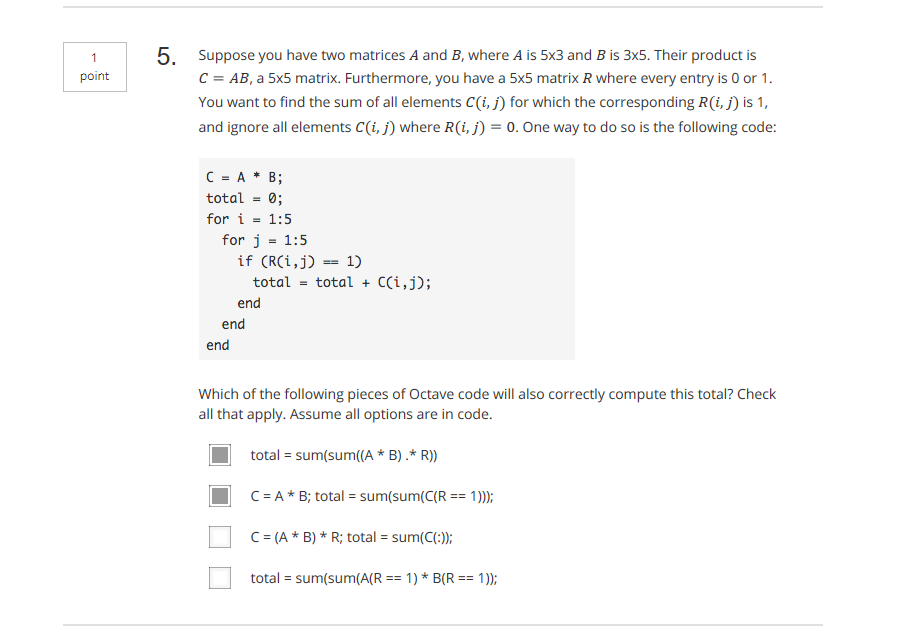 1
point
5. Suppose you have two matrices A and B, where A is 5x3 and B is 3x5. Their product is
C = AB, a 5x5 matrix. Furthermore, you have a 5x5 matrix R where every entry is 0 or 1.
You want to find the sum of all elements C(i, j) for which the corresponding R(i, j) is 1,
and ignore all elements C(i, j) where R(i, j) = 0. One way to do so is the following code:
C = A * B;
total = 0;
for i = 1:5
for j = 1:5
if (R(i,j) == 1)
total = total + C(i,j);
end
end
end
Which of the following pieces of Octave code will also correctly compute this total? Check
all that apply. Assume all options are in code.
total = sum(sum((A * B) .* R))
C = A * B; total = sum(sum(C(R == 1)));
C = (A * B) * R; total = sum(C(:));
total = sum(sum(A(R == 1) * B(R == 1));